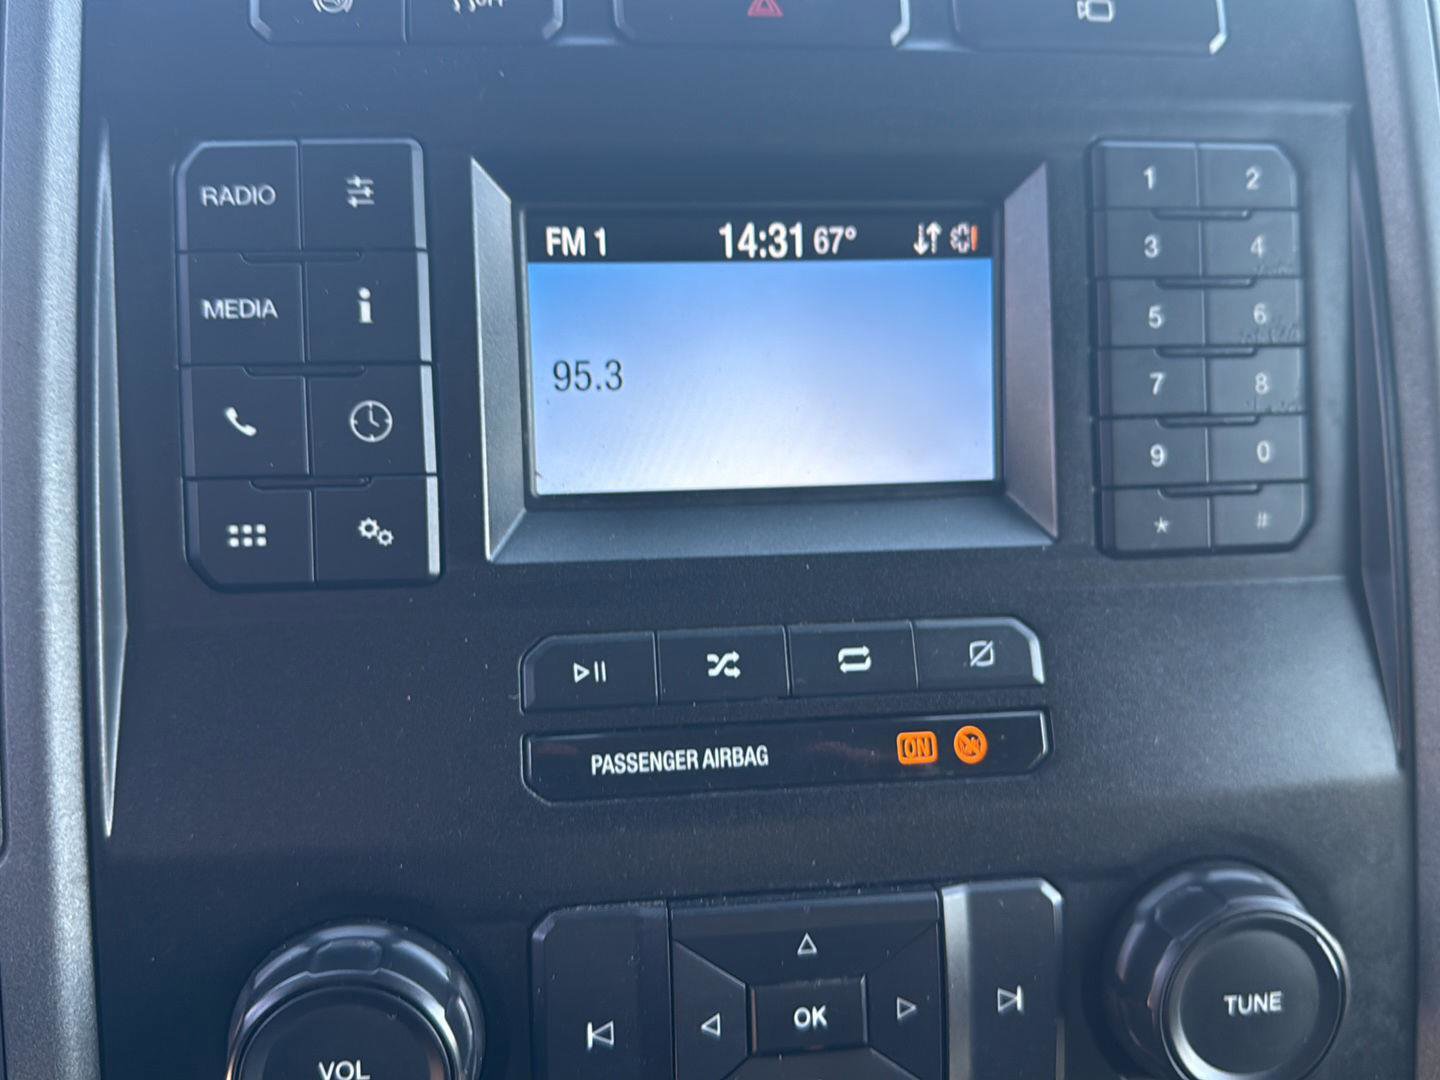 RADIO
MEDIA
i
FM 1 14:31 67°
95.3
1 2
3 4
5 6
7 8
9 0
* #
PASSENGER AIRBAG ON
VOL
OK
TUNE